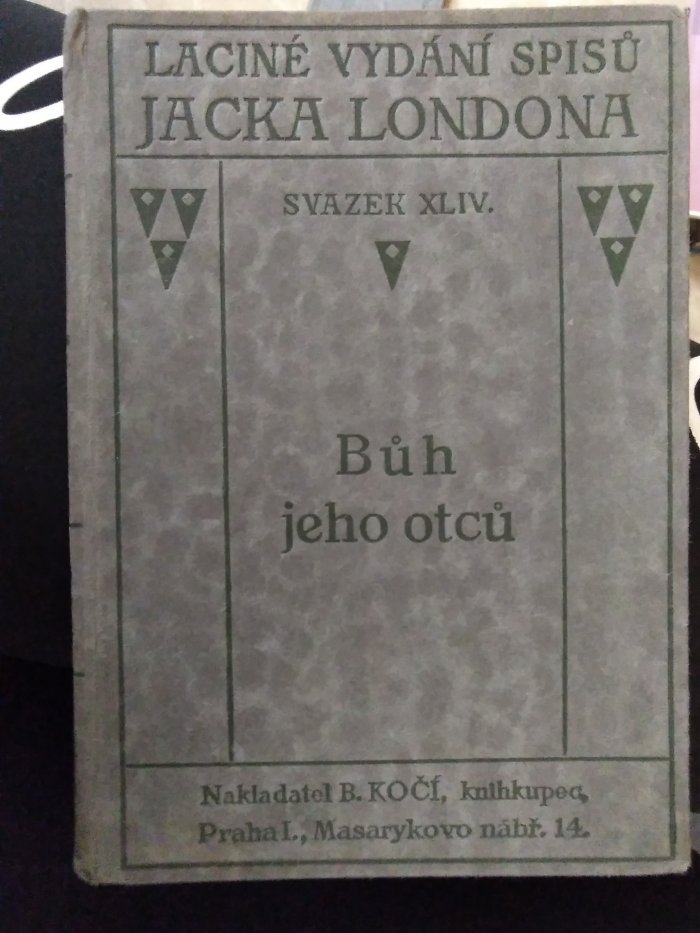 LACINÉ VYDÁNÍ SPISŮ
JACKA LONDONA
SVAZEK XLIV.
Bůh
jeho otců
Nakladatel B. KOČÍ, knihkupec,
Praha I., Masarykovo nábř. 14.